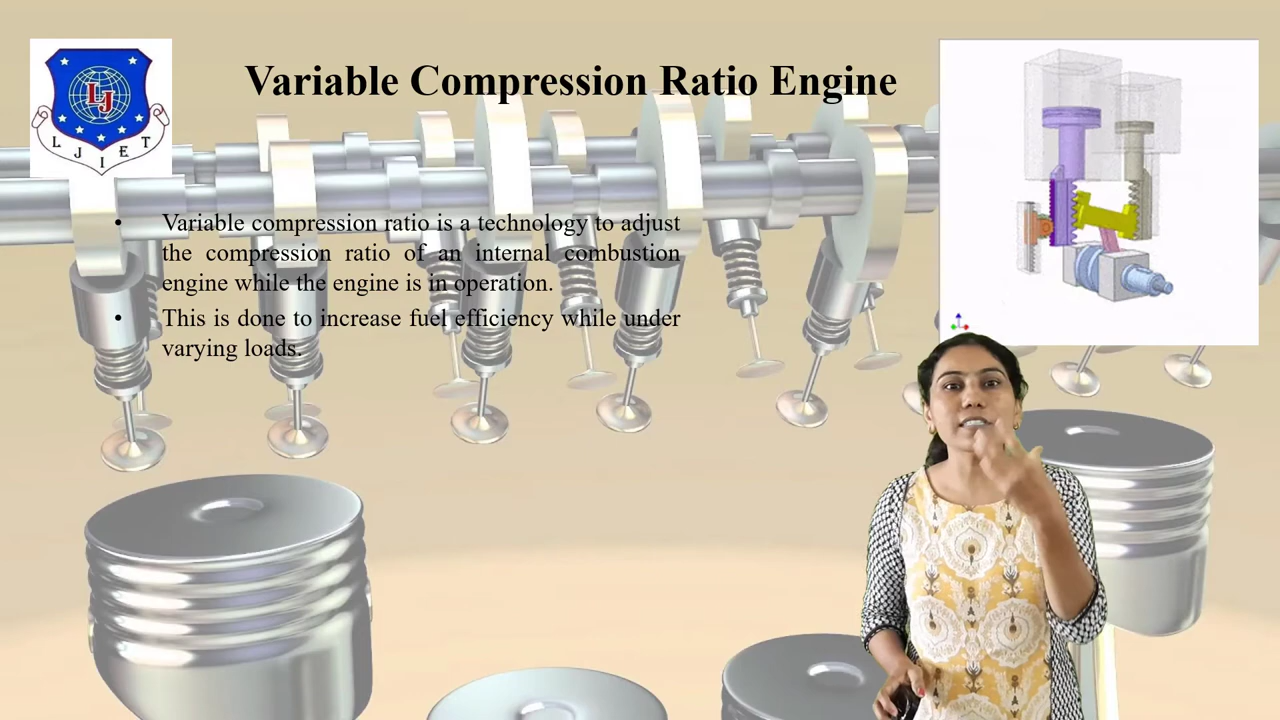 Variable Compression Ratio Engine
LJ
L J I E T
• Variable compression ratio is a technology to adjust
the compression ratio of an internal combustion
engine while the engine is in operation.
• This is done to increase fuel efficiency while under
varying loads.